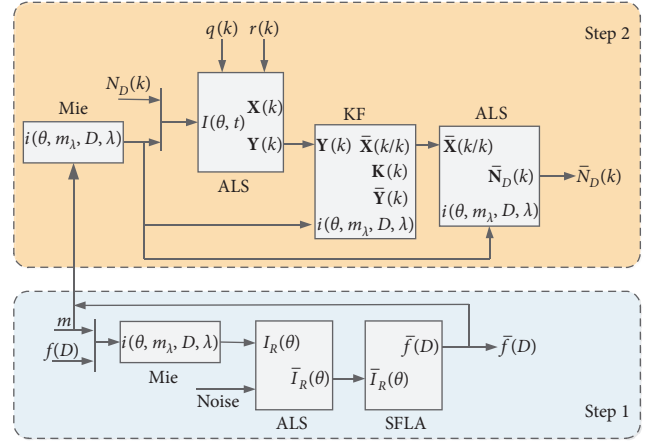 q(k) r(k)
Step 2
N_D(k)
Mie
i(θ, m_λ, D, λ)
I(θ, t)
X(k)
Y(k)
ALS
KF
Y(k) X̄(k/k)
K(k)
Ȳ(k)
i(θ, m_λ, D, λ)
ALS
X̄(k/k)
N̄_D(k)
i(θ, m_λ, D, λ)
N̄_D(k)
m
f(D)
i(θ, m_λ, D, λ)
Mie
Noise
I_R(θ)
Ī_R(θ)
ALS
f̄(D)
Ī_R(θ)
SFLA
f̄(D)
Step 1